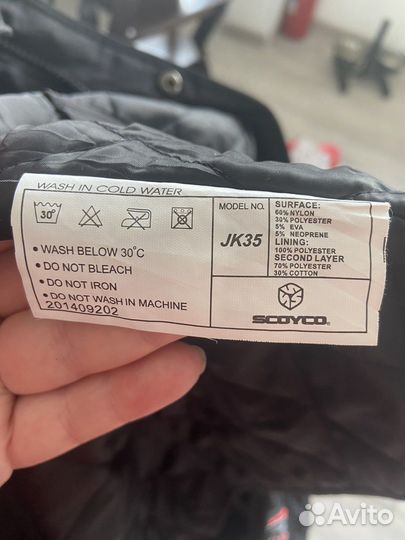 WASH IN COLD WATER
30°
• WASH BELOW 30°C
• DO NOT BLEACH
• DO NOT IRON
• DO NOT WASH IN MACHINE
201409202
MODEL NO.
JK35
SURFACE:
60% NYLON
30% POLYESTER
5% EVA
5% NEOPRENE
LINING:
100% POLYESTER
SECOND LAYER
70% POLYESTER
30% COTTON
SCOYCO
Avito